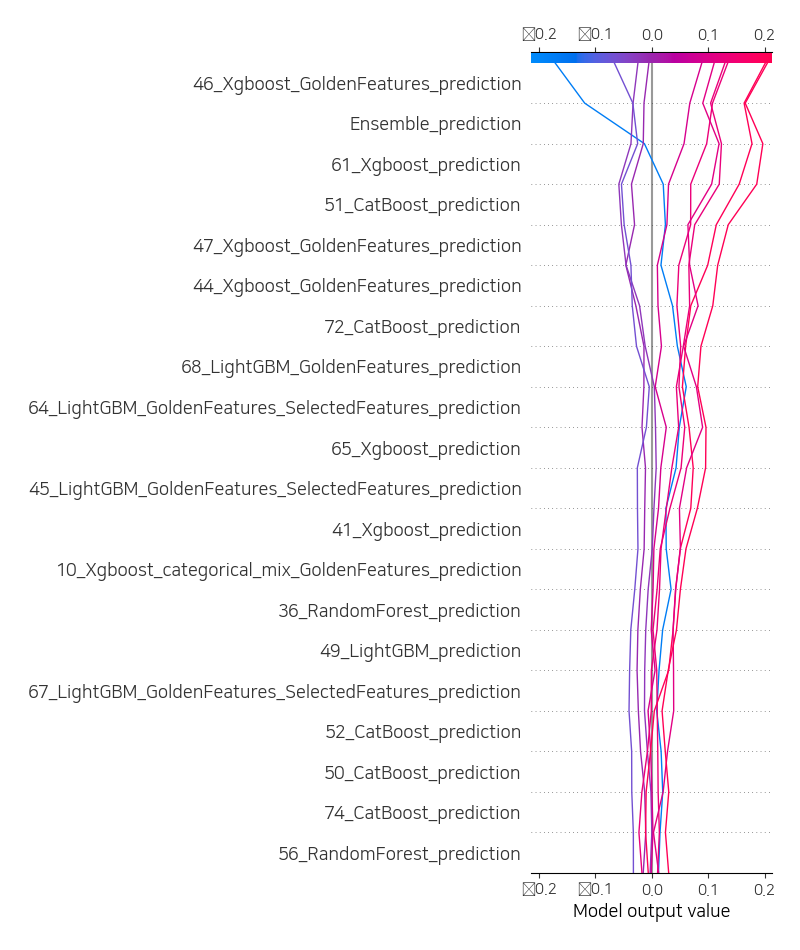 0.2 0.1 0.0 0.1 0.2
46_Xgboost_GoldenFeatures_prediction
Ensemble_prediction
61_Xgboost_prediction
51_CatBoost_prediction
47_Xgboost_GoldenFeatures_prediction
44_Xgboost_GoldenFeatures_prediction
72_CatBoost_prediction
68_LightGBM_GoldenFeatures_prediction
64_LightGBM_GoldenFeatures_SelectedFeatures_prediction
65_Xgboost_prediction
45_LightGBM_GoldenFeatures_SelectedFeatures_prediction
41_Xgboost_prediction
10_Xgboost_categorical_mix_GoldenFeatures_prediction
36_RandomForest_prediction
49_LightGBM_prediction
67_LightGBM_GoldenFeatures_SelectedFeatures_prediction
52_CatBoost_prediction
50_CatBoost_prediction
74_CatBoost_prediction
56_RandomForest_prediction
0.2 0.1 0.0 0.1 0.2
Model output value